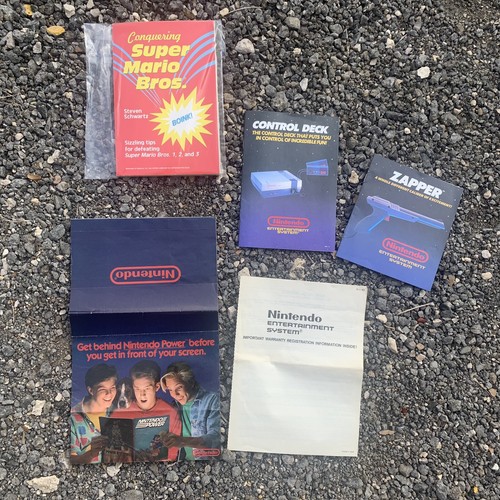 Conquering
Super
Mario
Bros.
Steven
Schwartz
BOINK!
Sizzling tips
for defeating
Super Mario Bros. 1, 2, and 3
CONTROL DECK
THE CONTROL DECK THAT PUTS YOU
IN CONTROL OF INCREDIBLE FUN!
Nintendo
ENTERTAINMENT
SYSTEM
ZAPPER
Nintendo
ENTERTAINMENT
SYSTEM
Nintendo
Get behind Nintendo Power before
you get in front of your screen.
NINTENDO
POWER
Nintendo
Nintendo
ENTERTAINMENT
SYSTEM®
IMPORTANT WARRANTY REGISTRATION INFORMATION INSIDE!